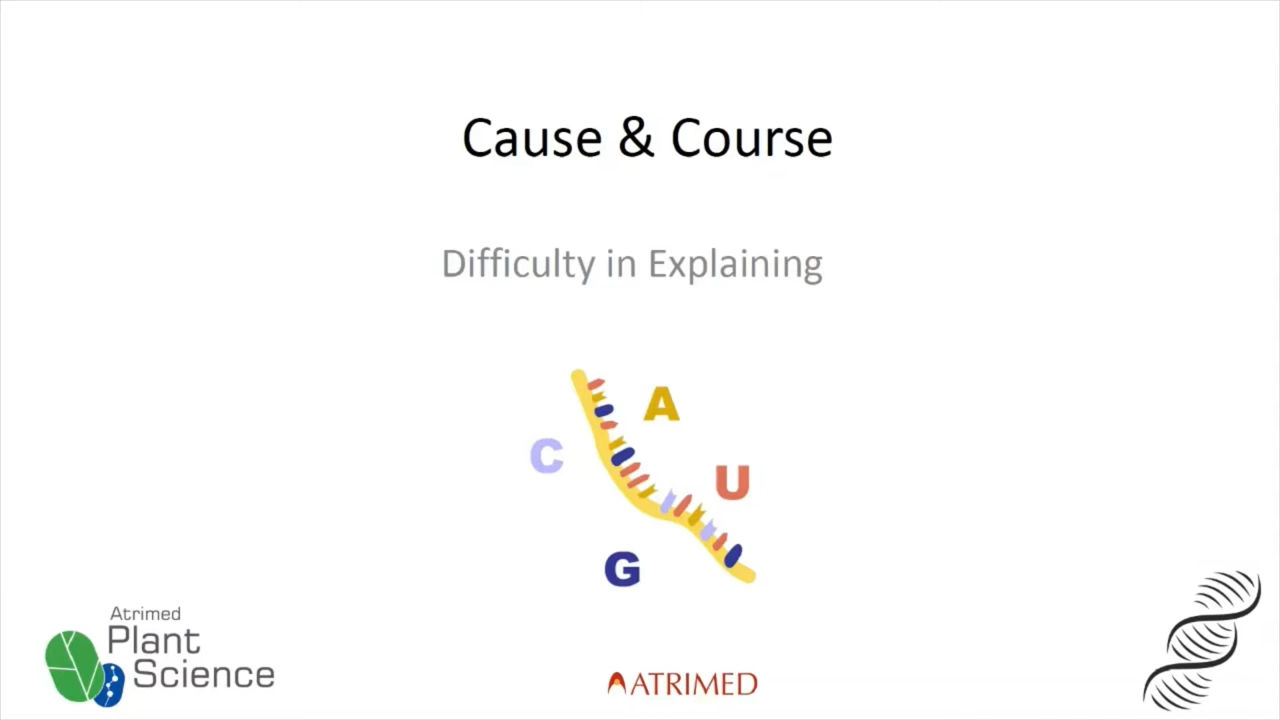 Cause & Course
Difficulty in Explaining
A
C
U
G
Atrimed
Plant
Science
ATRIMED